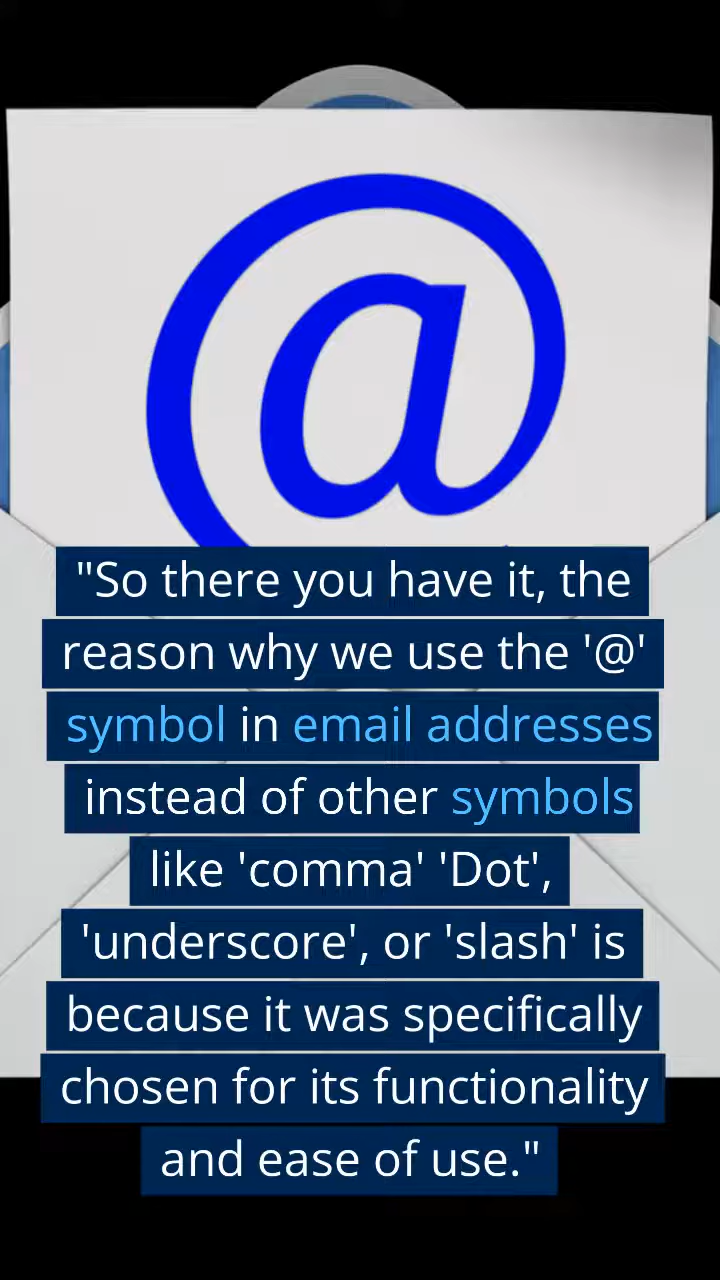 @
"So there you have it, the
reason why we use the '@'
symbol in email addresses
instead of other symbols
like 'comma' 'Dot',
'underscore', or 'slash' is
because it was specifically
chosen for its functionality
and ease of use."